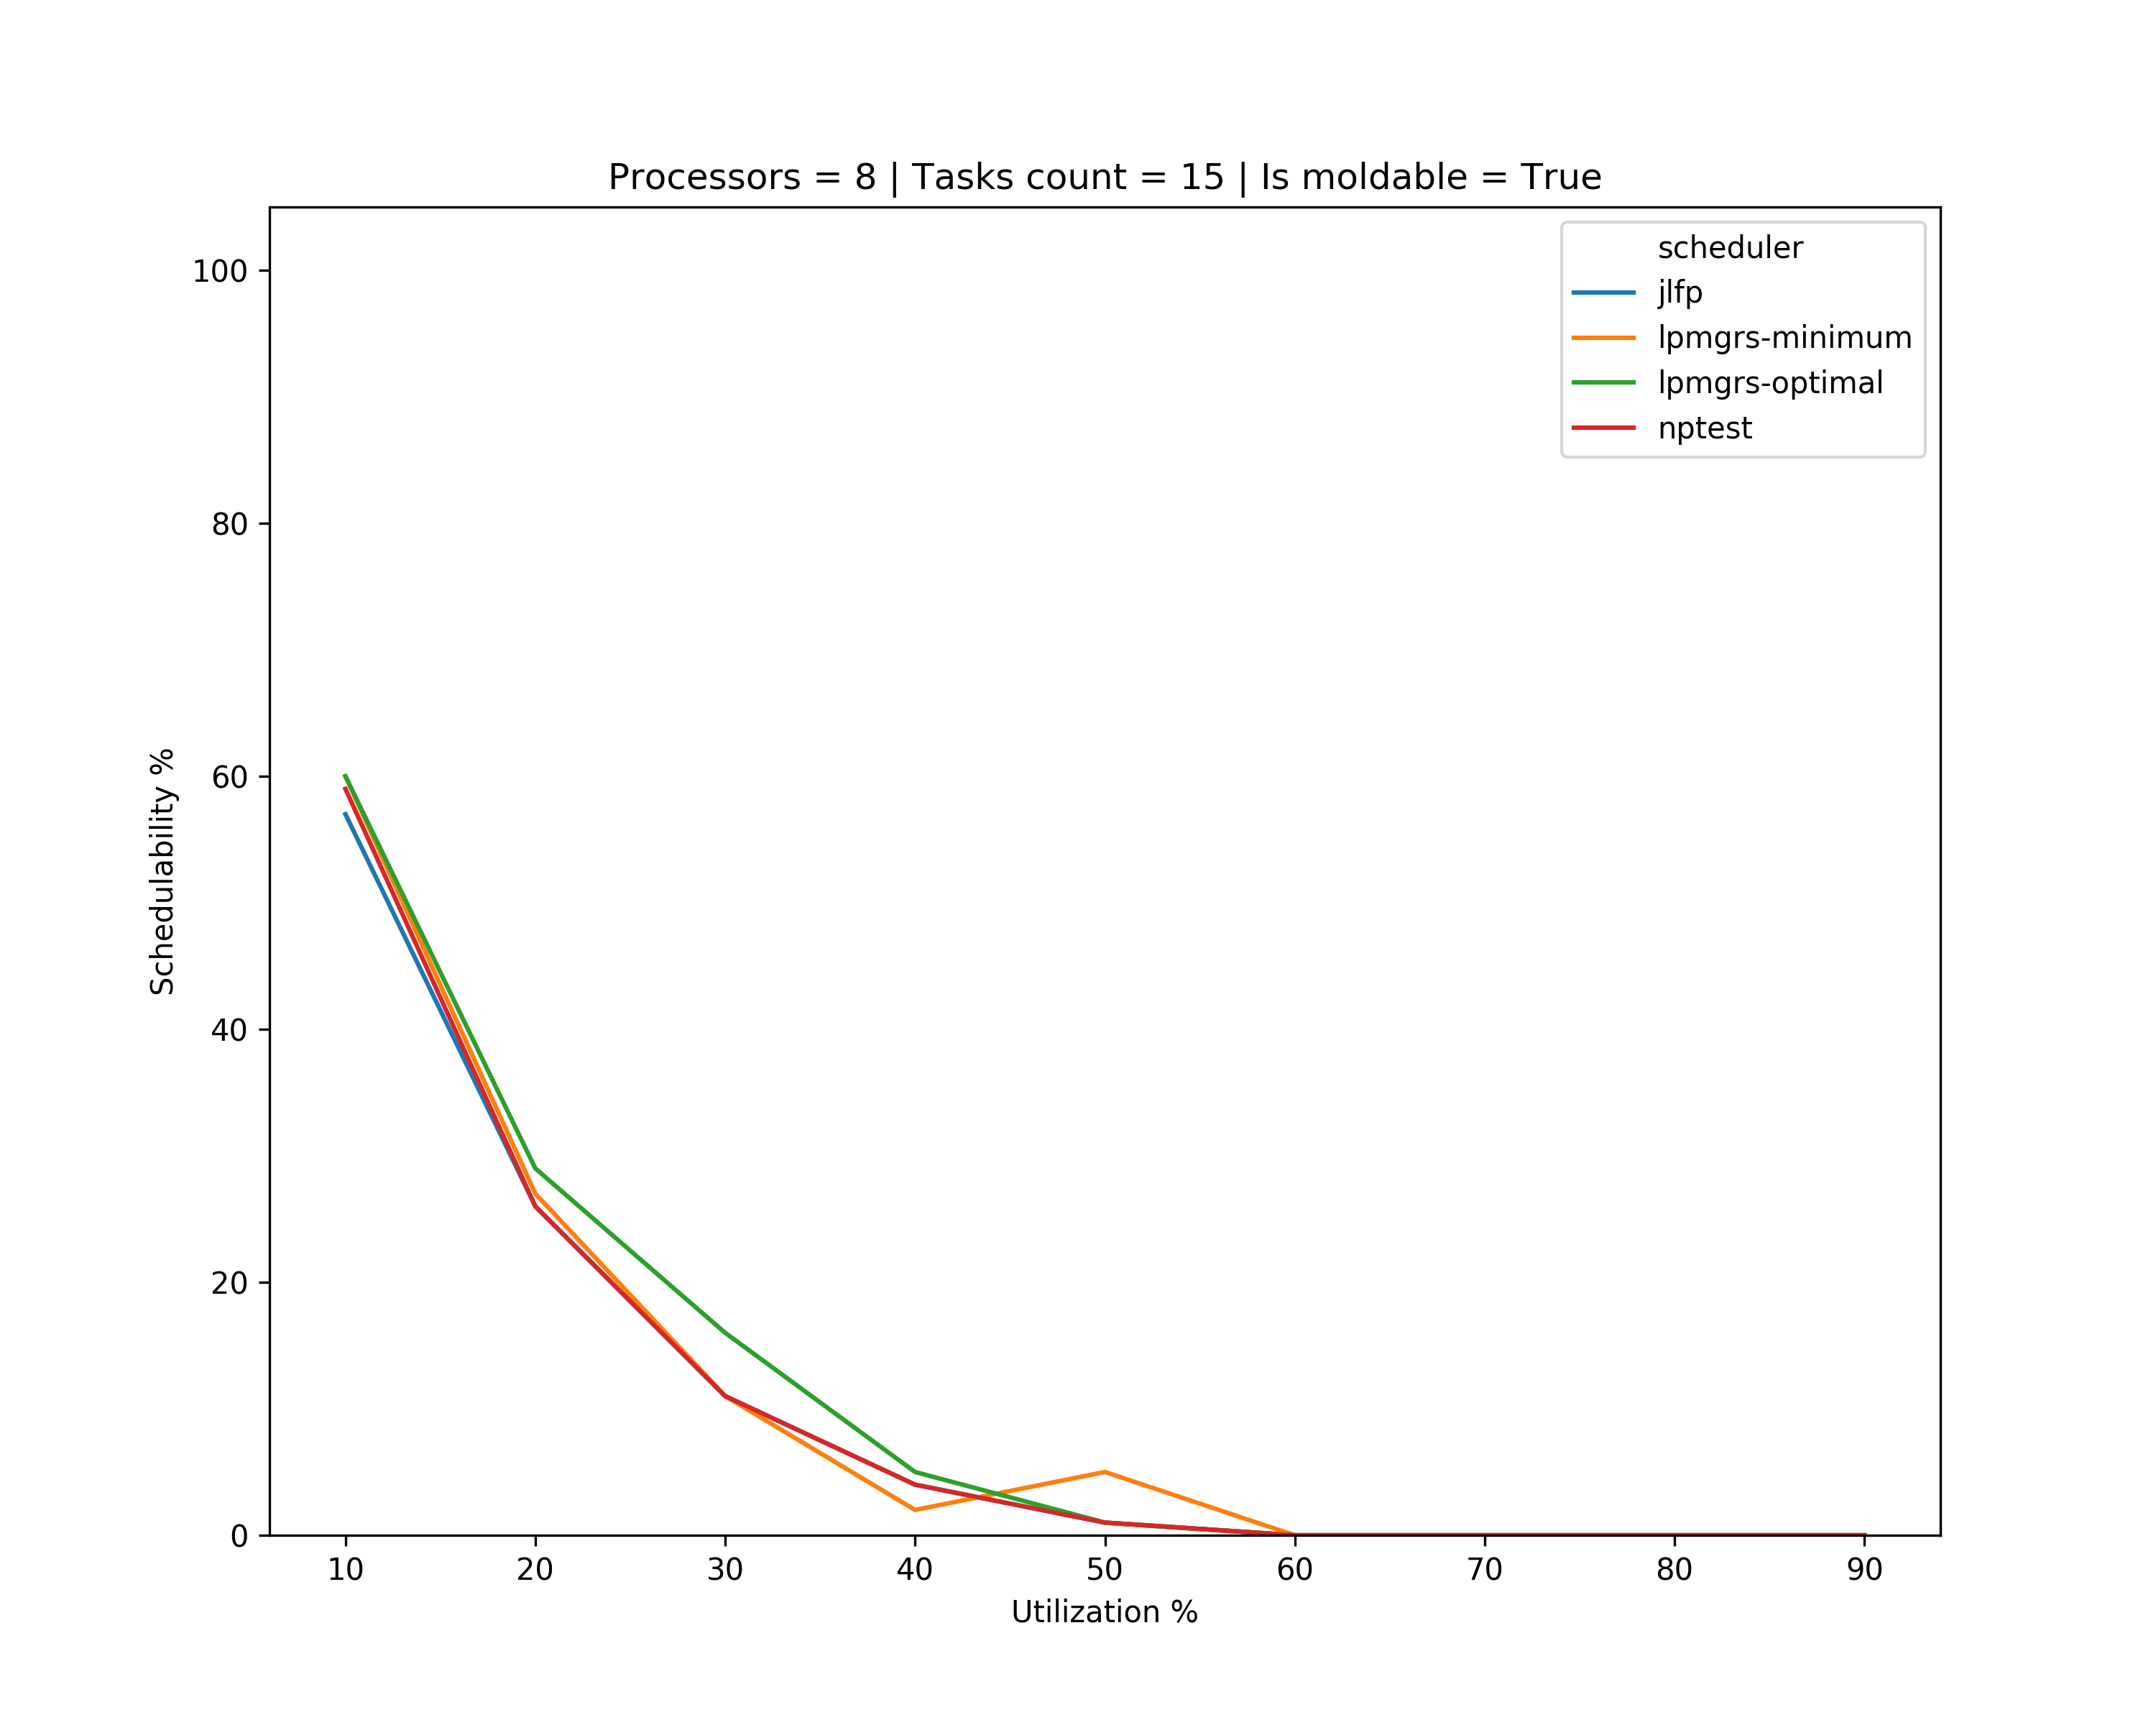 Processors = 8 | Tasks count = 15 | Is moldable = True
scheduler
jlfp
lpmgrs-minimum
lpmgrs-optimal
nptest
100
80
60
40
20
0
Schedulability %
10 20 30 40 50 60 70 80 90
Utilization %